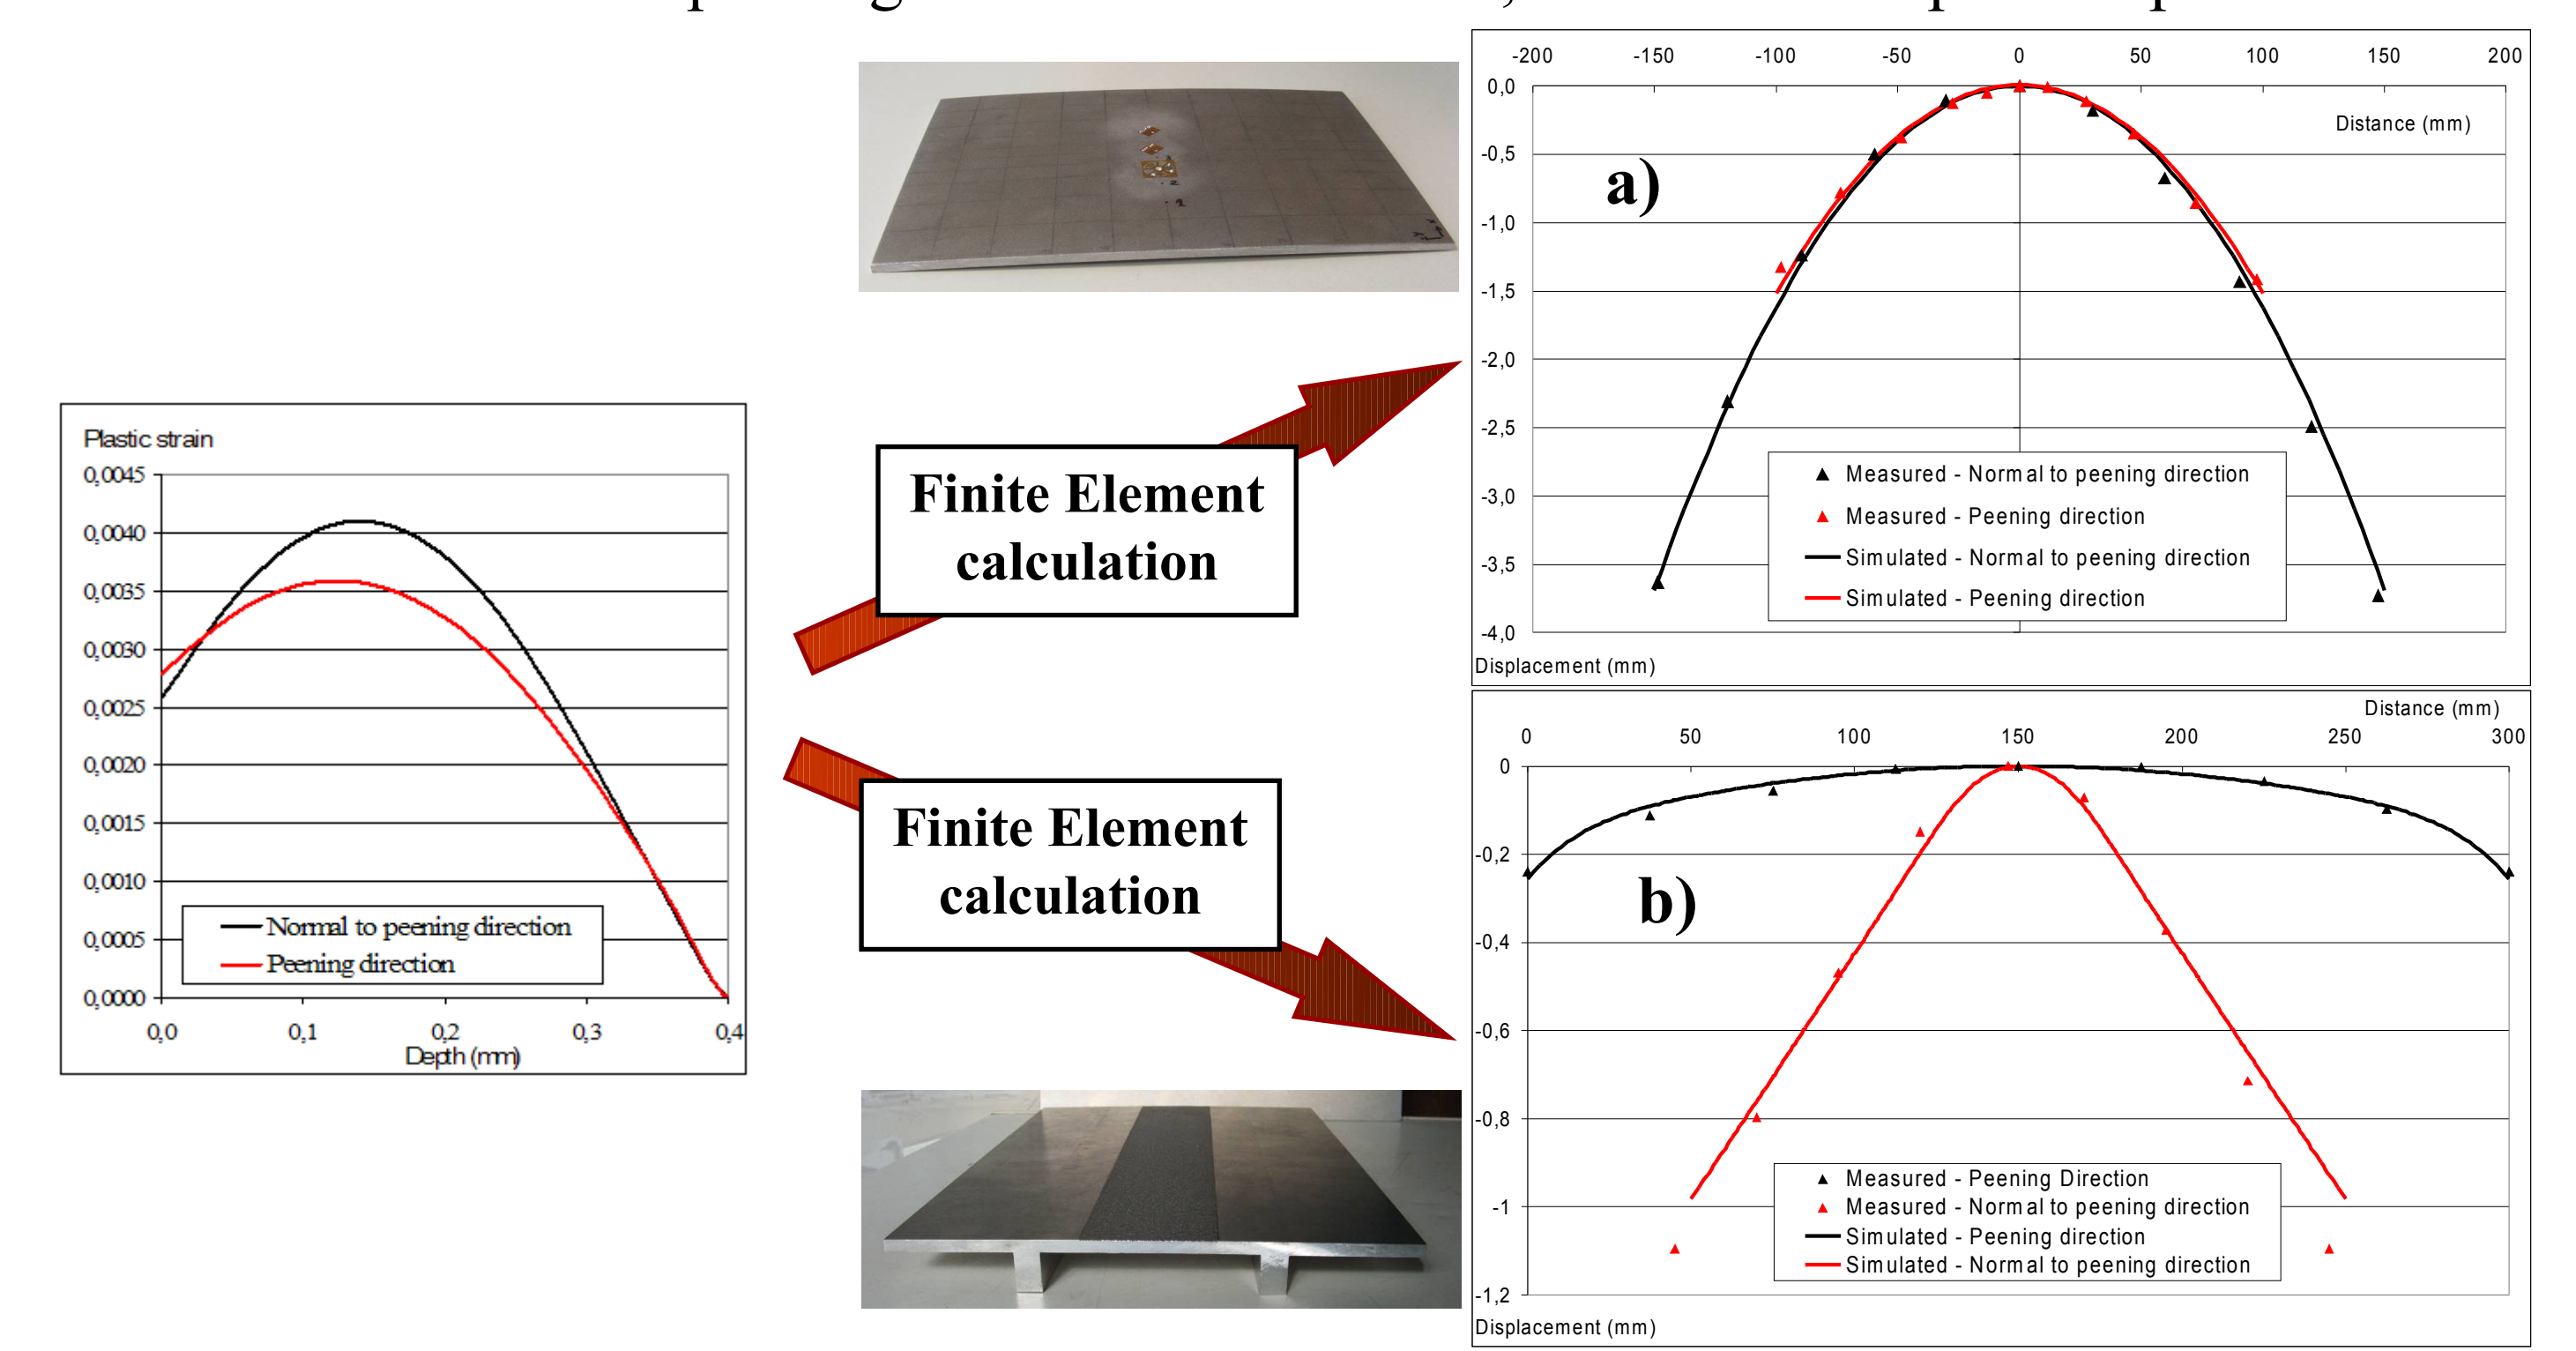 Plastic strain
0,0045
0,0040
0,0035
0,0030
0,0025
0,0020
0,0015
0,0010
0,0005
0,0000
Normal to peening direction
Peening direction
0,0 0,1 0,2 0,3 0,4
Depth (mm)
Finite Element
calculation
Finite Element
calculation
-200 -150 -100 -50 0 50 100 150 200
0,0
Distance (mm)
-0,5
a)
-1,0
-1,5
-2,0
-2,5
-3,0
-3,5
-4,0
Measured - Normal to peening direction
Measured - Peening direction
Simulated - Normal to peening direction
Simulated - Peening direction
Displacement (mm)
Distance (mm)
0 50 100 150 200 250 300
0
-0,2
b)
-0,4
-0,6
-0,8
-1
-1,2
Measured - Peening Direction
Measured - Normal to peening direction
Simulated - Peening direction
Simulated - Normal to peening direction
Displacement (mm)